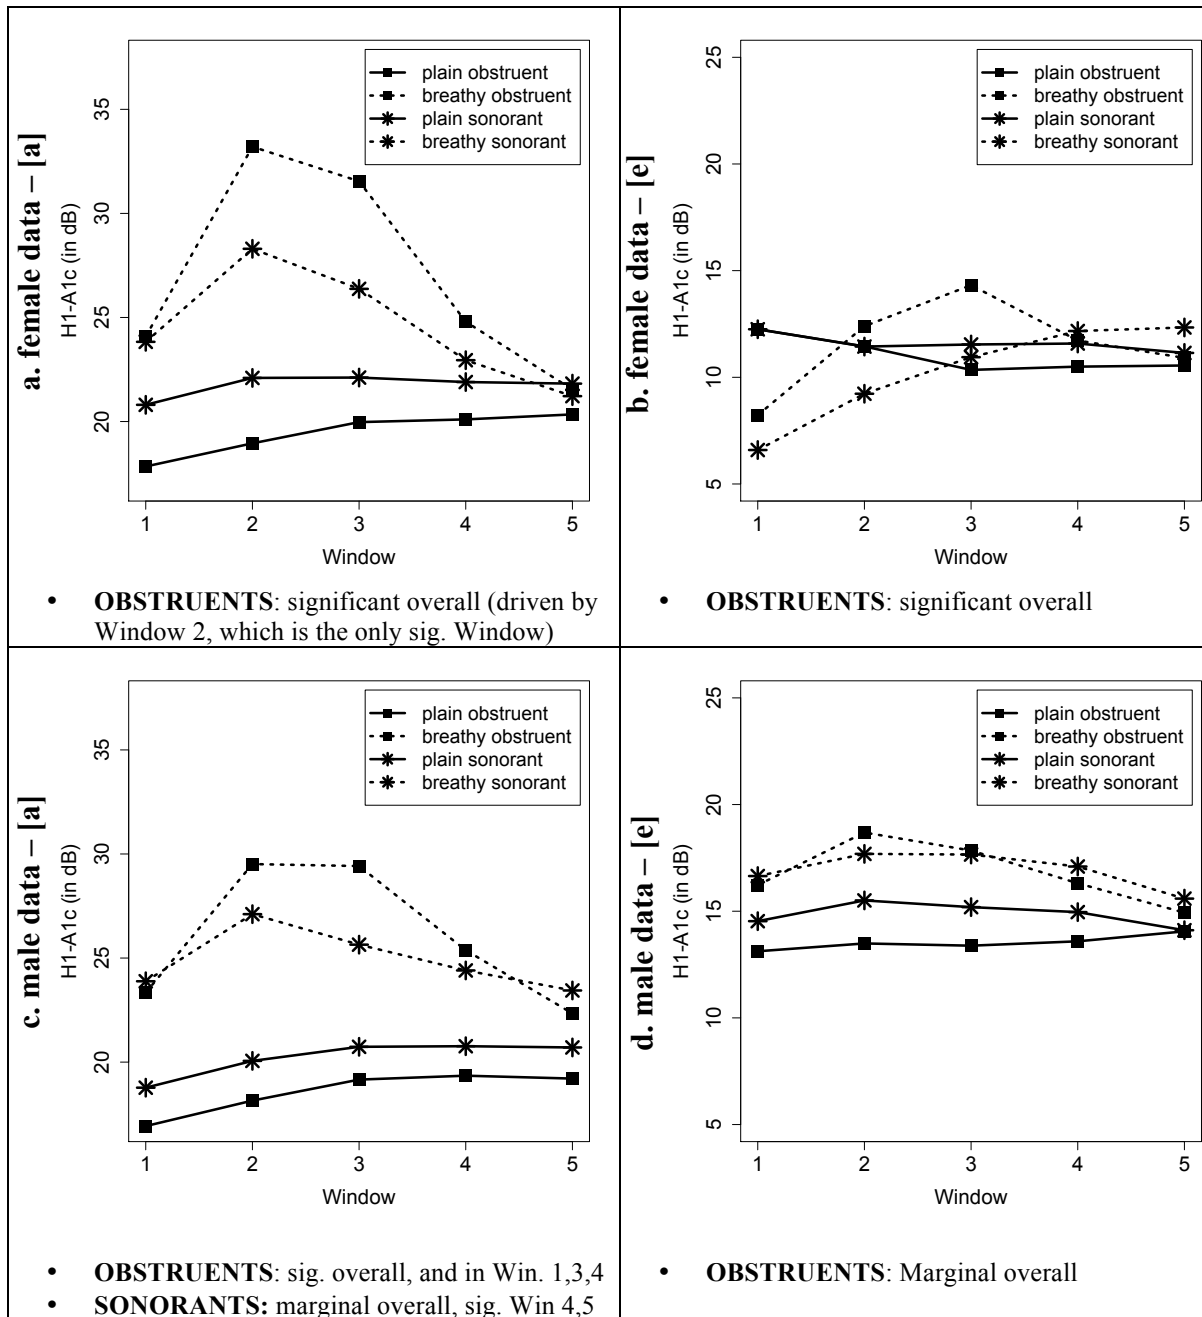 a. female data – [a]
H1-A1c (in dB)
35
30
25
20
plain obstruent
breathy obstruent
plain sonorant
breathy sonorant
1 2 3 4 5
Window
• OBSTRUENTS: significant overall (driven by
Window 2, which is the only sig. Window)
b. female data – [e]
H1-A1c (in dB)
25
20
15
10
5
plain obstruent
breathy obstruent
plain sonorant
breathy sonorant
1 2 3 4 5
Window
• OBSTRUENTS: significant overall
c. male data – [a]
H1-A1c (in dB)
35
30
25
20
plain obstruent
breathy obstruent
plain sonorant
breathy sonorant
1 2 3 4 5
Window
• OBSTRUENTS: sig. overall, and in Win. 1,3,4
• SONORANTS: marginal overall, sig. Win 4,5
d. male data – [e]
H1-A1c (in dB)
25
20
15
10
5
plain obstruent
breathy obstruent
plain sonorant
breathy sonorant
1 2 3 4 5
Window
• OBSTRUENTS: Marginal overall